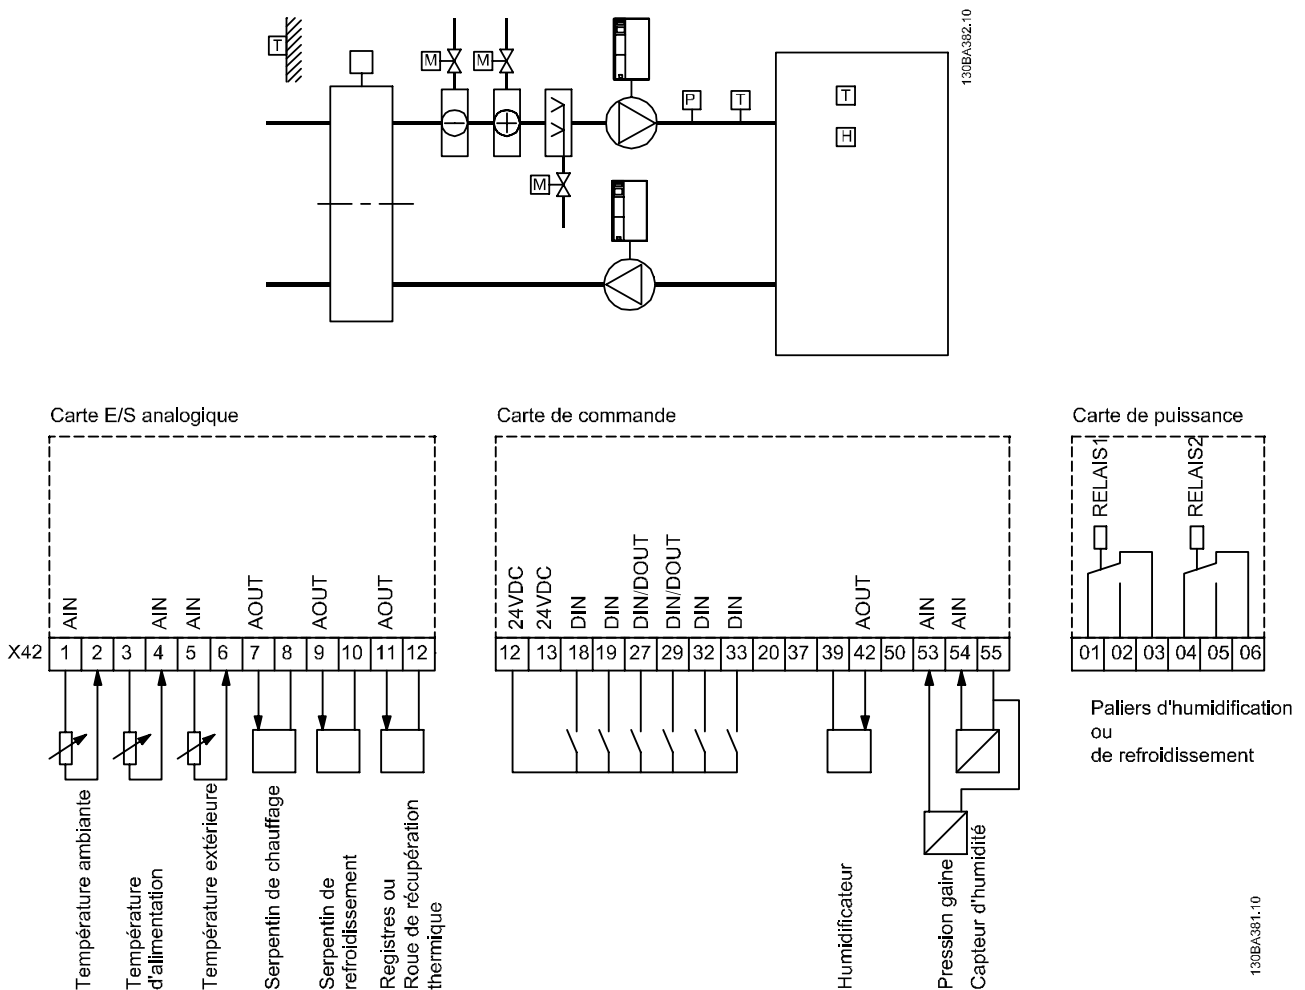 130BA382.10
T
M
M
P
T
T
H
M
Carte E/S analogique
Carte de commande
Carte de puissance
AIN
AIN
AIN
AOUT
AOUT
AOUT
24VDC
24VDC
DIN
DIN
DIN/DOUT
DIN/DOUT
DIN
DIN
AOUT
AIN
AIN
RELAIS1
RELAIS2
X42 1 2 3 4 5 6 7 8 9 10 11 12
12 13 18 19 27 29 32 33 20 37 39 42 50 53 54 55
01 02 03 04 05 06
Température ambiante
Température
d'alimentation
Température extérieure
Serpentin de chauffage
Serpentin de
refroidissement
Registres ou
Roue de récupération
thermique
Humidificateur
Pression gaine
Capteur d'humidité
Paliers d'humidification
ou
de refroidissement
130BA381.10